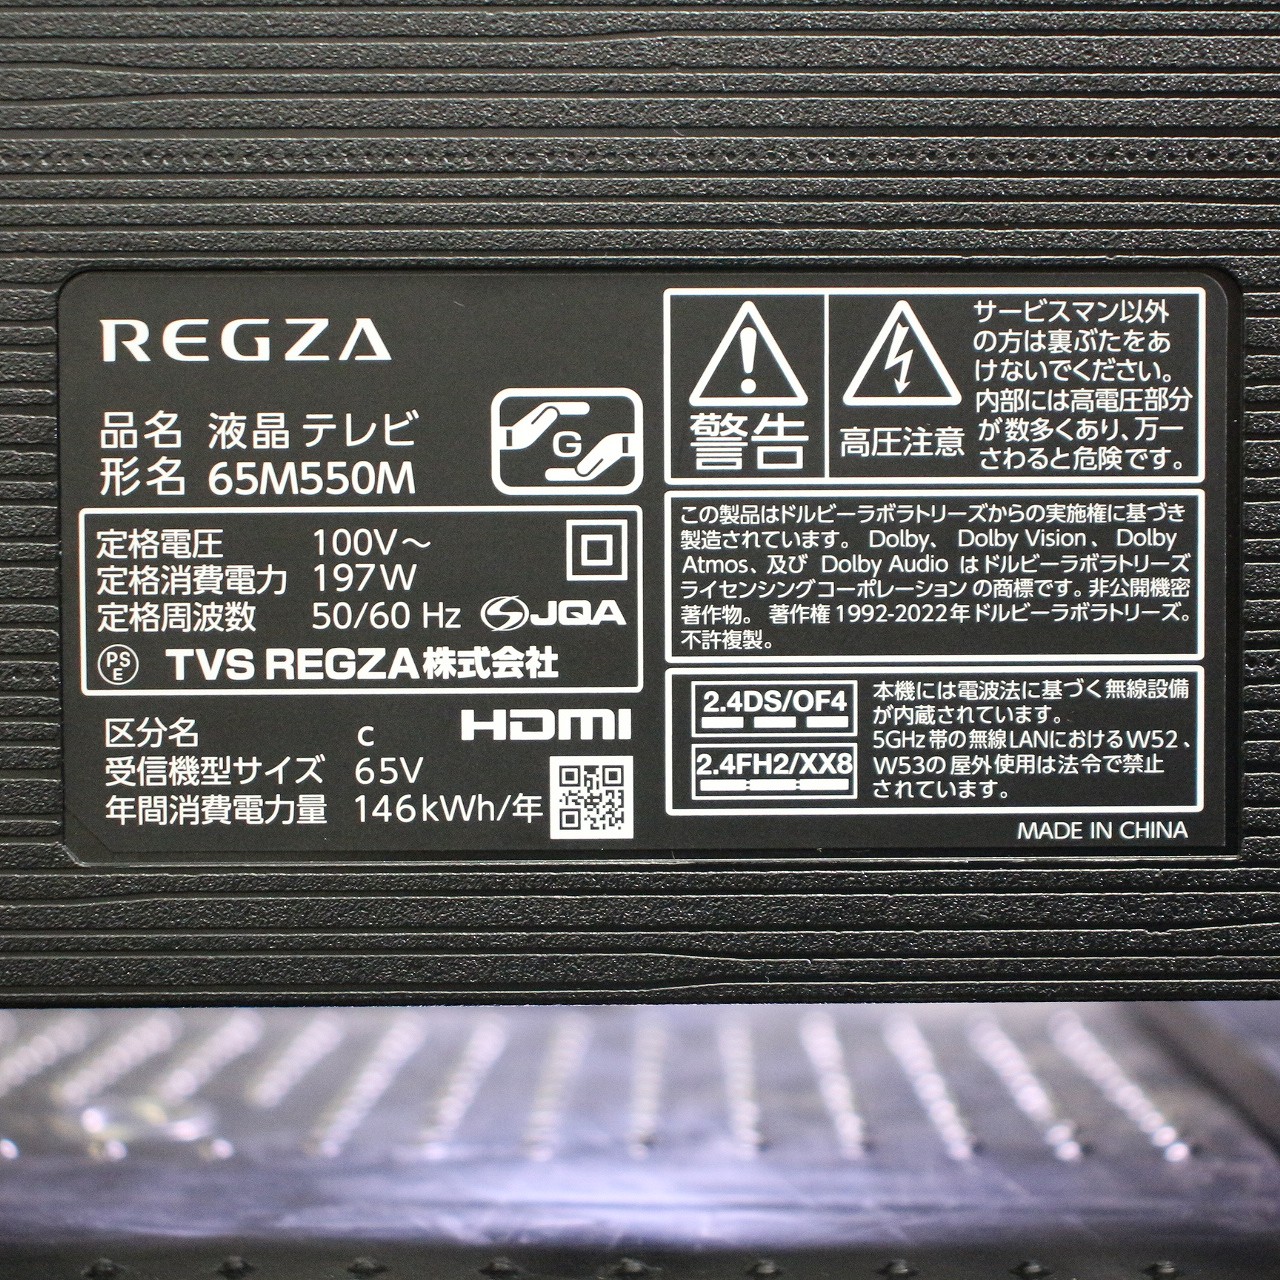 REGZA
品名 液晶テレビ
形名 65M550M
G
定格電圧 100V～
定格消費電力 197W
定格周波数 50/60 Hz JQA
PSE TVS REGZA株式会社
区分名 c HDMI
受信機型サイズ 65V
年間消費電力量 146kWh/年
警告
高圧注意
サービスマン以外
の方は裏ぶたをあ
けないでください。
内部には高電圧部分
が数多くあり、万一
さわると危険です。
この製品はドルビーラボラトリーズからの実施権に基づき
製造されています。 Dolby、 Dolby Vision、 Dolby
Atmos、及び Dolby Audio はドルビーラボラトリーズ
ライセンシングコーポレーションの商標です。非公開機密
著作物。 著作権 1992-2022年ドルビーラボラトリーズ。
不許複製。
2.4DS/OF4
2.4FH2/XX8
本機には電波法に基づく無線設備
が内蔵されています。
5GHz帯の無線LANにおけるW52、
W53の屋外使用は法令で禁止
されています。
MADE IN CHINA